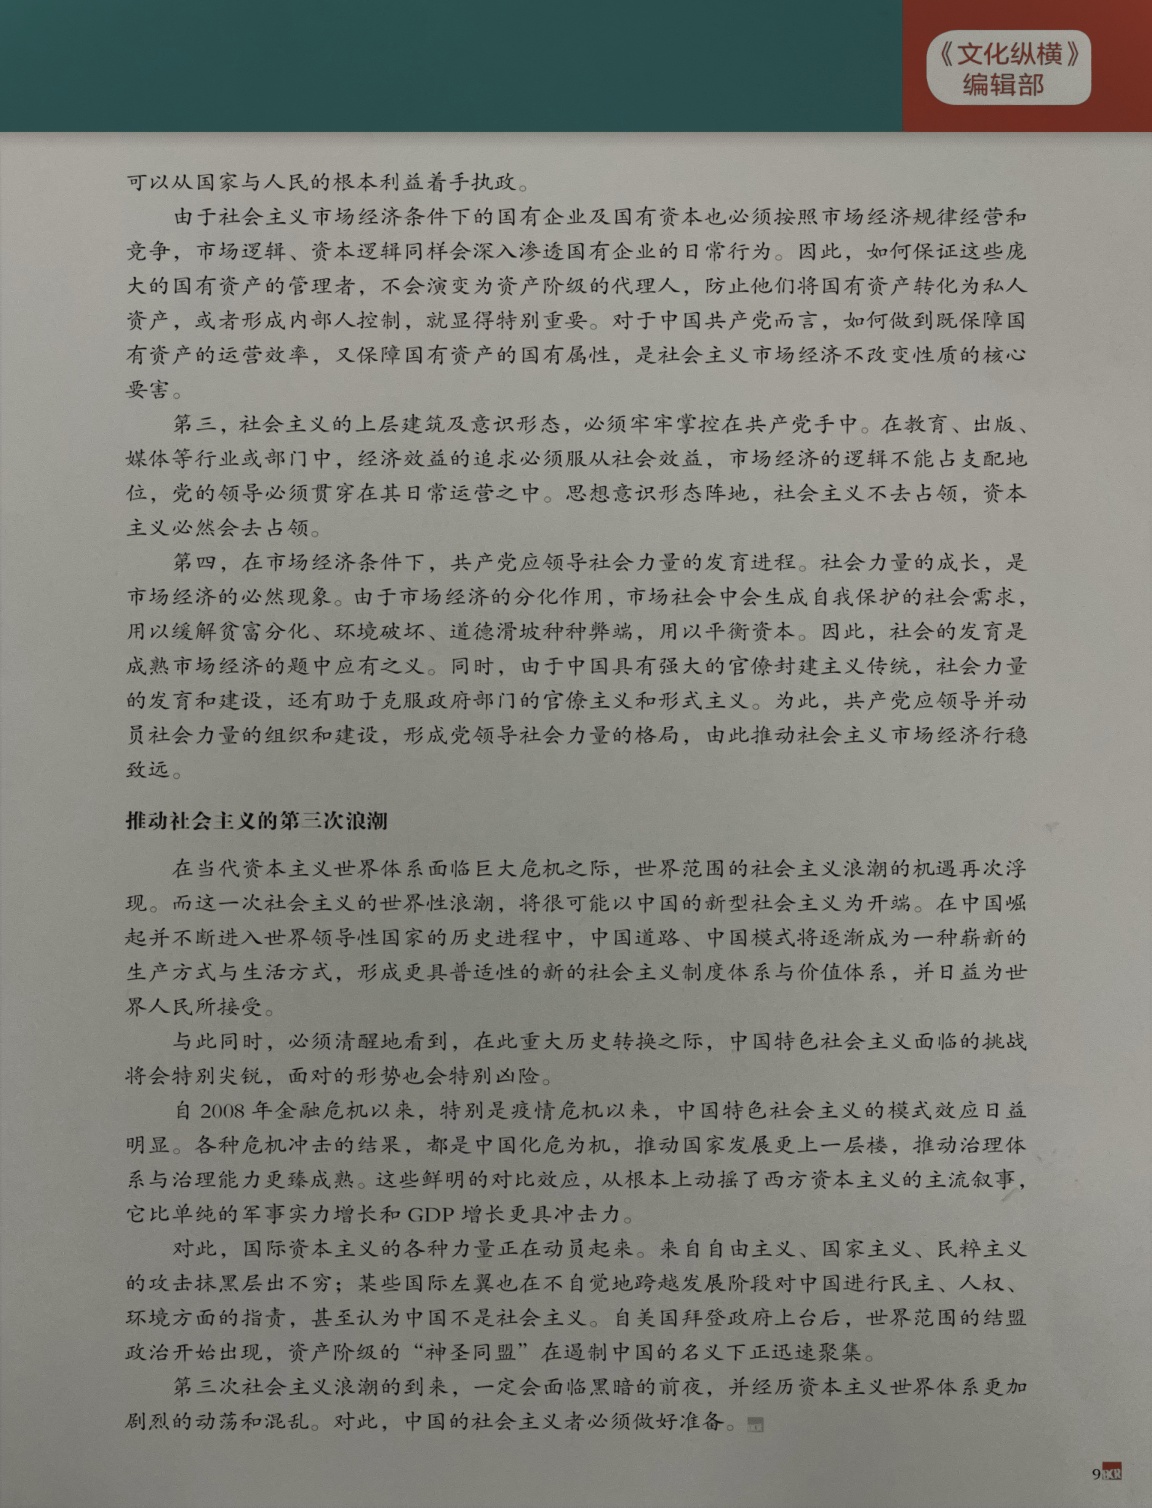 《文化纵横》
编辑部
可以从国家与人民的根本利益着手执政。
由于社会主义市场经济条件下的国有企业及国有资本也必须按照市场经济规律经营和
竞争，市场逻辑、资本逻辑同样会深入渗透国有企业的日常行为。因此，如何保证这些庞
大的国有资产的管理者，不会演变为资产阶级的代理人，防止他们将国有资产转化为私人
资产，或者形成内部人控制，就显得特别重要。对于中国共产党而言，如何做到既保障国
有资产的运营效率，又保障国有资产的国有属性，是社会主义市场经济不改变性质的核心
要害。
第三，社会主义的上层建筑及意识形态，必须牢牢掌控在共产党手中。在教育、出版、
媒体等行业或部门中，经济效益的追求必须服从社会效益，市场经济的逻辑不能占支配地
位，党的领导必须贯穿在其日常运营之中。思想意识形态阵地，社会主义不去占领，资本
主义必然会去占领。
第四，在市场经济条件下，共产党应领导社会力量的发育进程。社会力量的成长，是
市场经济的必然现象。由于市场经济的分化作用，市场社会中会生成自我保护的社会需求，
用以缓解贫富分化、环境破坏、道德滑坡种种弊端，用以平衡资本。因此，社会的发育是
成熟市场经济的题中应有之义。同时，由于中国具有强大的官僚封建主义传统，社会力量
的发育和建设，还有助于克服政府部门的官僚主义和形式主义。为此，共产党应领导并动
员社会力量的组织和建设，形成党领导社会力量的格局，由此推动社会主义市场经济行稳
致远。
推动社会主义的第三次浪潮
在当代资本主义世界体系面临巨大危机之际，世界范围的社会主义浪潮的机遇再次浮
现。而这一次社会主义的世界性浪潮，将很可能以中国的新型社会主义为开端。在中国崛
起并不断进入世界领导性国家的历史进程中，中国道路、中国模式将逐渐成为一种崭新的
生产方式与生活方式，形成更具普适性的新的社会主义制度体系与价值体系，并日益为世
界人民所接受。
与此同时，必须清醒地看到，在此重大历史转换之际，中国特色社会主义面临的挑战
将会特别尖锐，面对的形势也会特别凶险。
自 2008 年金融危机以来，特别是疫情危机以来，中国特色社会主义的模式效应日益
明显。各种危机冲击的结果，都是中国化危为机，推动国家发展更上一层楼，推动治理体
系与治理能力更臻成熟。这些鲜明的对比效应，从根本上动摇了西方资本主义的主流叙事，
它比单纯的军事实力增长和 GDP 增长更具冲击力。
对此，国际资本主义的各种力量正在动员起来。来自自由主义、国家主义、民粹主义
的攻击抹黑层出不穷；某些国际左翼也在不自觉地跨越发展阶段对中国进行民主、人权、
环境方面的指责，甚至认为中国不是社会主义。自美国拜登政府上台后，世界范围的结盟
政治开始出现，资产阶级的“神圣同盟”在遏制中国的名义下正迅速聚集。
第三次社会主义浪潮的到来，一定会面临黑暗的前夜，并经历资本主义世界体系更加
剧烈的动荡和混乱。对此，中国的社会主义者必须做好准备。
9